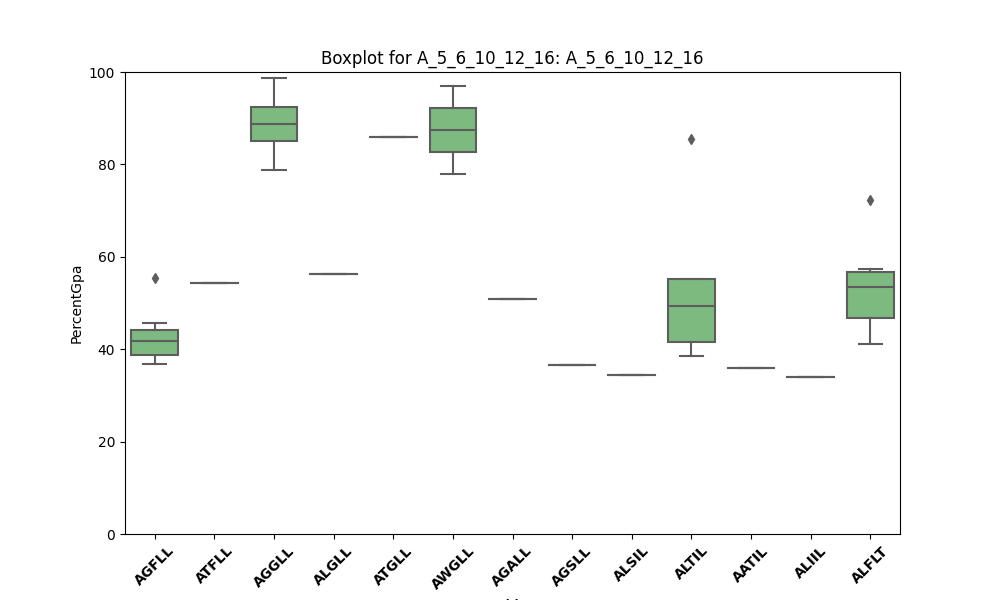 Boxplot for A_5_6_10_12_16: A_5_6_10_12_16
100
80
60
40
20
0
PercentGpa
AGFLL
ATFLL
AGGLL
ALGLL
ATGLL
AWGLL
AGALL
AGSLL
ALSIL
ALTIL
AATIL
ALIIL
ALFLT